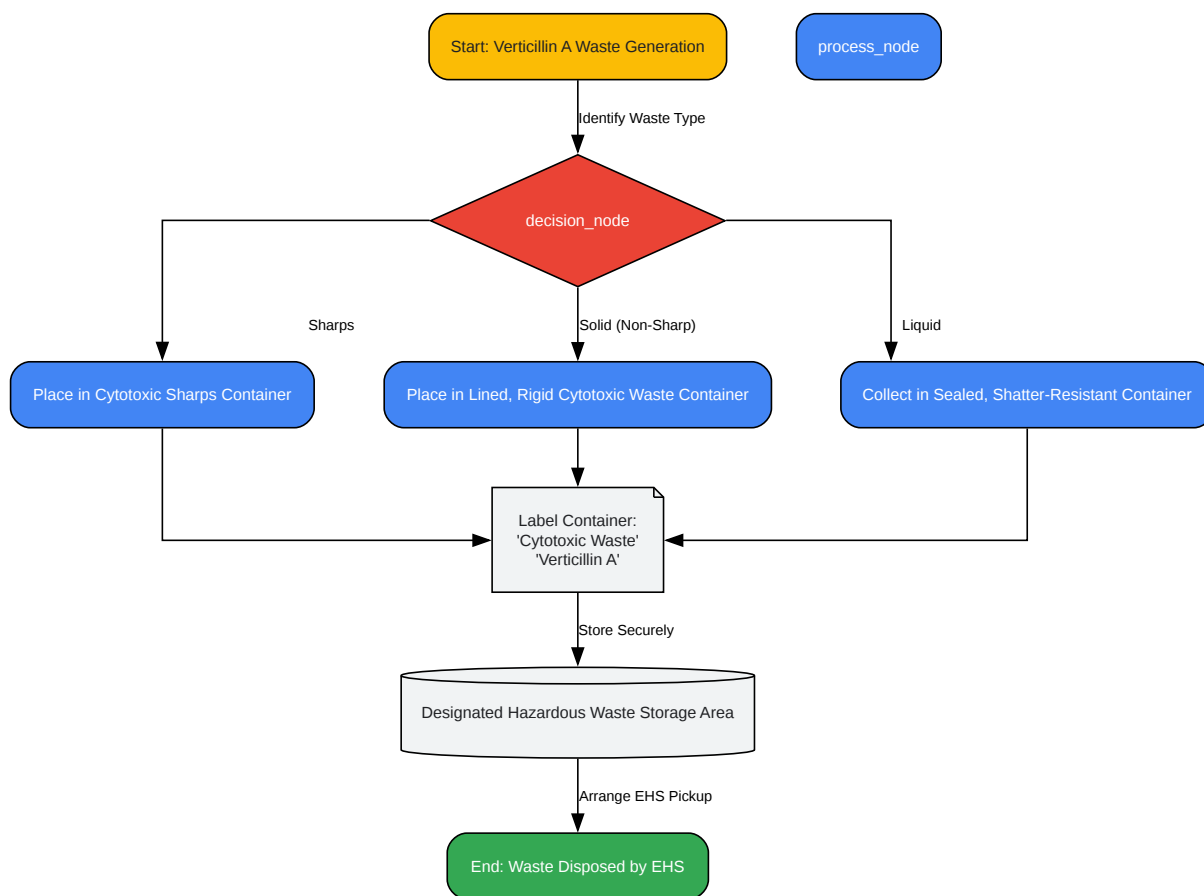 Start: Verticillin A Waste Generation
process_node
Identify Waste Type
decision_node
Sharps
Solid (Non-Sharp)
Liquid
Place in Cytotoxic Sharps Container
Place in Lined, Rigid Cytotoxic Waste Container
Collect in Sealed, Shatter-Resistant Container
Label Container:
'Cytotoxic Waste'
'Verticillin A'
Store Securely
Designated Hazardous Waste Storage Area
Arrange EHS Pickup
End: Waste Disposed by EHS